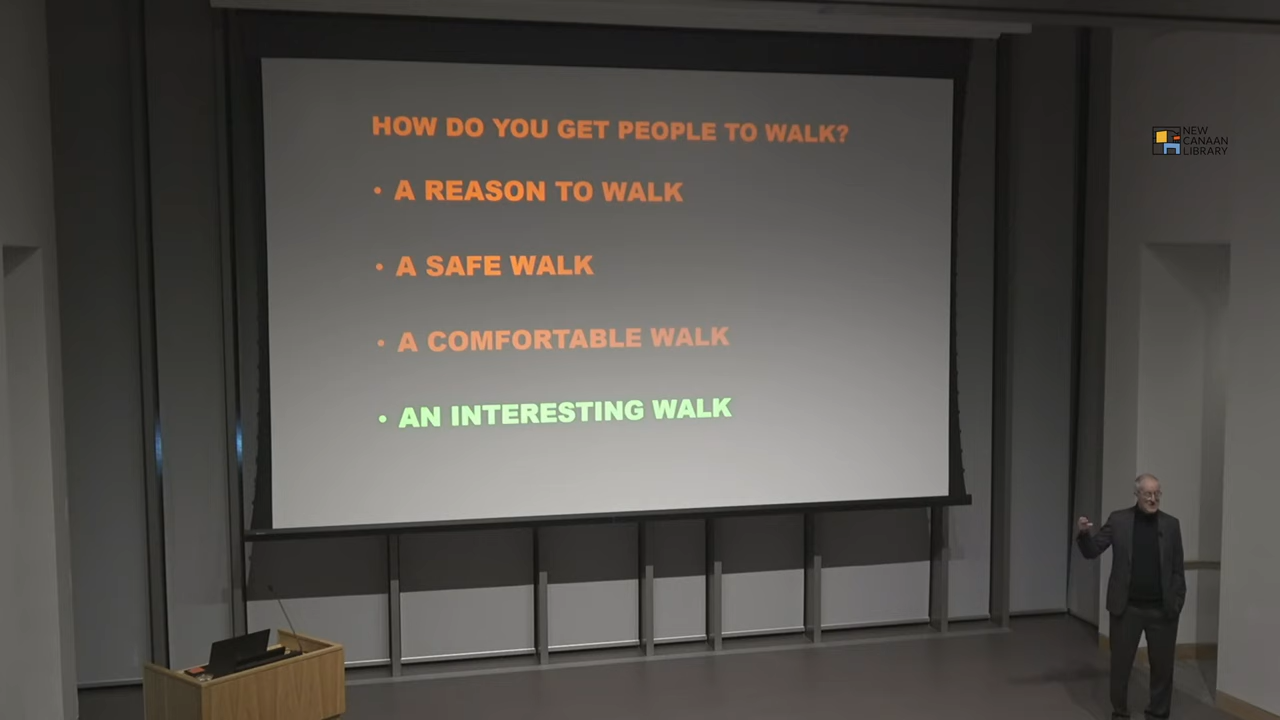 HOW DO YOU GET PEOPLE TO WALK?
• A REASON TO WALK
• A SAFE WALK
• A COMFORTABLE WALK
• AN INTERESTING WALK
NEW
CANAAN
LIBRARY